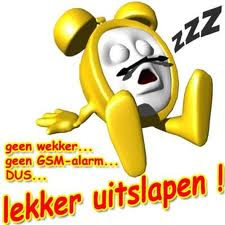 zzz
geen wekker...
geen GSM-alarm...
DUS...
lekker uitslapen !